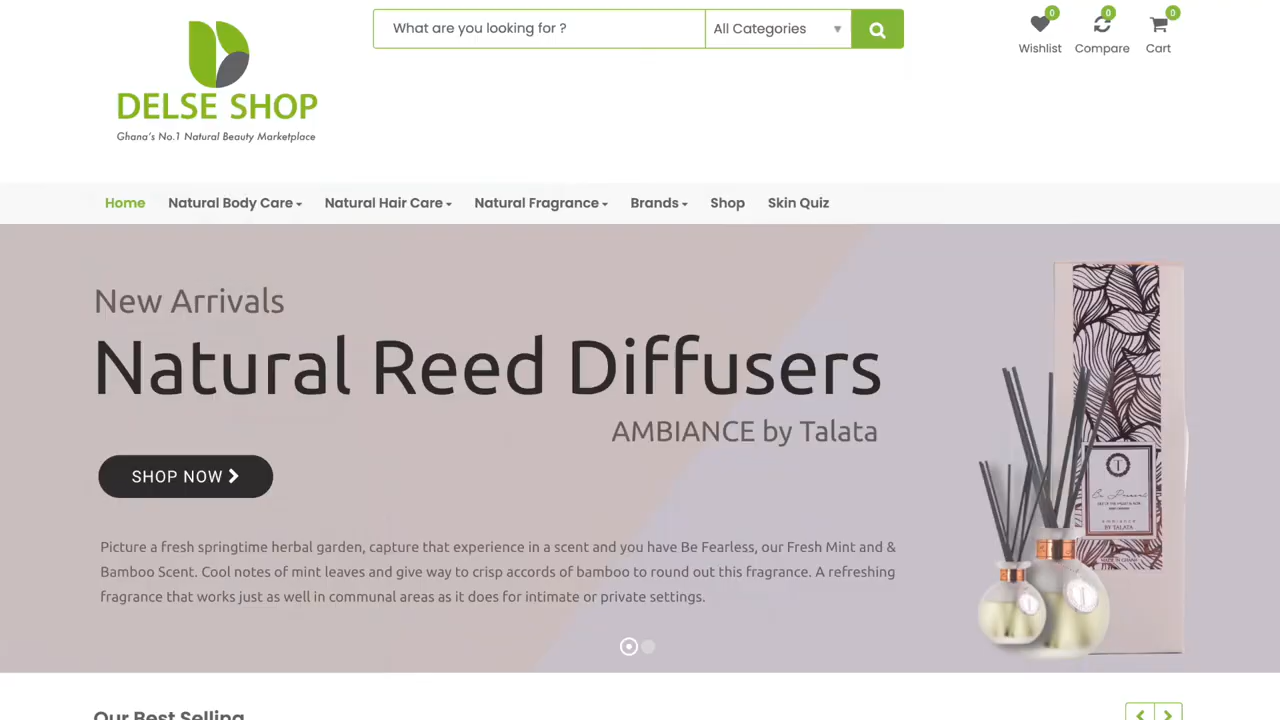 What are you looking for ?
All Categories
0
0
0
Wishlist
Compare
Cart
DELSE SHOP
Ghana's No.1 Natural Beauty Marketplace
Home
Natural Body Care
Natural Hair Care
Natural Fragrance
Brands
Shop
Skin Quiz
New Arrivals
Natural Reed Diffusers
AMBIANCE by Talata
SHOP NOW
Picture a fresh springtime herbal garden, capture that experience in a scent and you have Be Fearless, our Fresh Mint and &
Bamboo Scent. Cool notes of mint leaves and give way to crisp accords of bamboo to round out this fragrance. A refreshing
fragrance that works just as well in communal areas as it does for intimate or private settings.
T
ambiance
BY TALATA
T
T
Our Best Selling